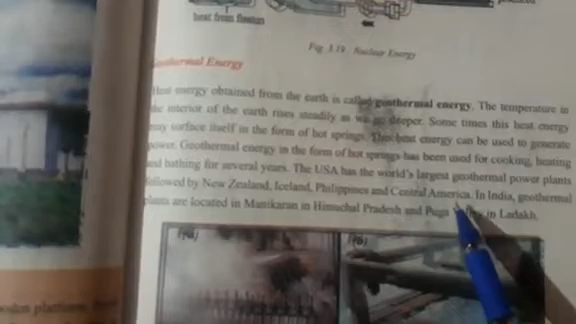 heat from fission
Fig 3.19 : Nuclear Energy
Geothermal Energy
Heat energy obtained from the earth is called geothermal energy. The temperature in
the interior of the earth rises steadily as we go deeper. Some times this heat energy
may surface itself in the form of hot springs. This heat energy can be used to generate
power. Geothermal energy in the form of hot springs has been used for cooking, heating
and bathing for several years. The USA has the world's largest geothermal power plants
followed by New Zealand, Iceland, Philippines and Central America. In India, geothermal
plants are located in Manikaran in Himachal Pradesh and Puga in Ladakh.
(a)
(b)